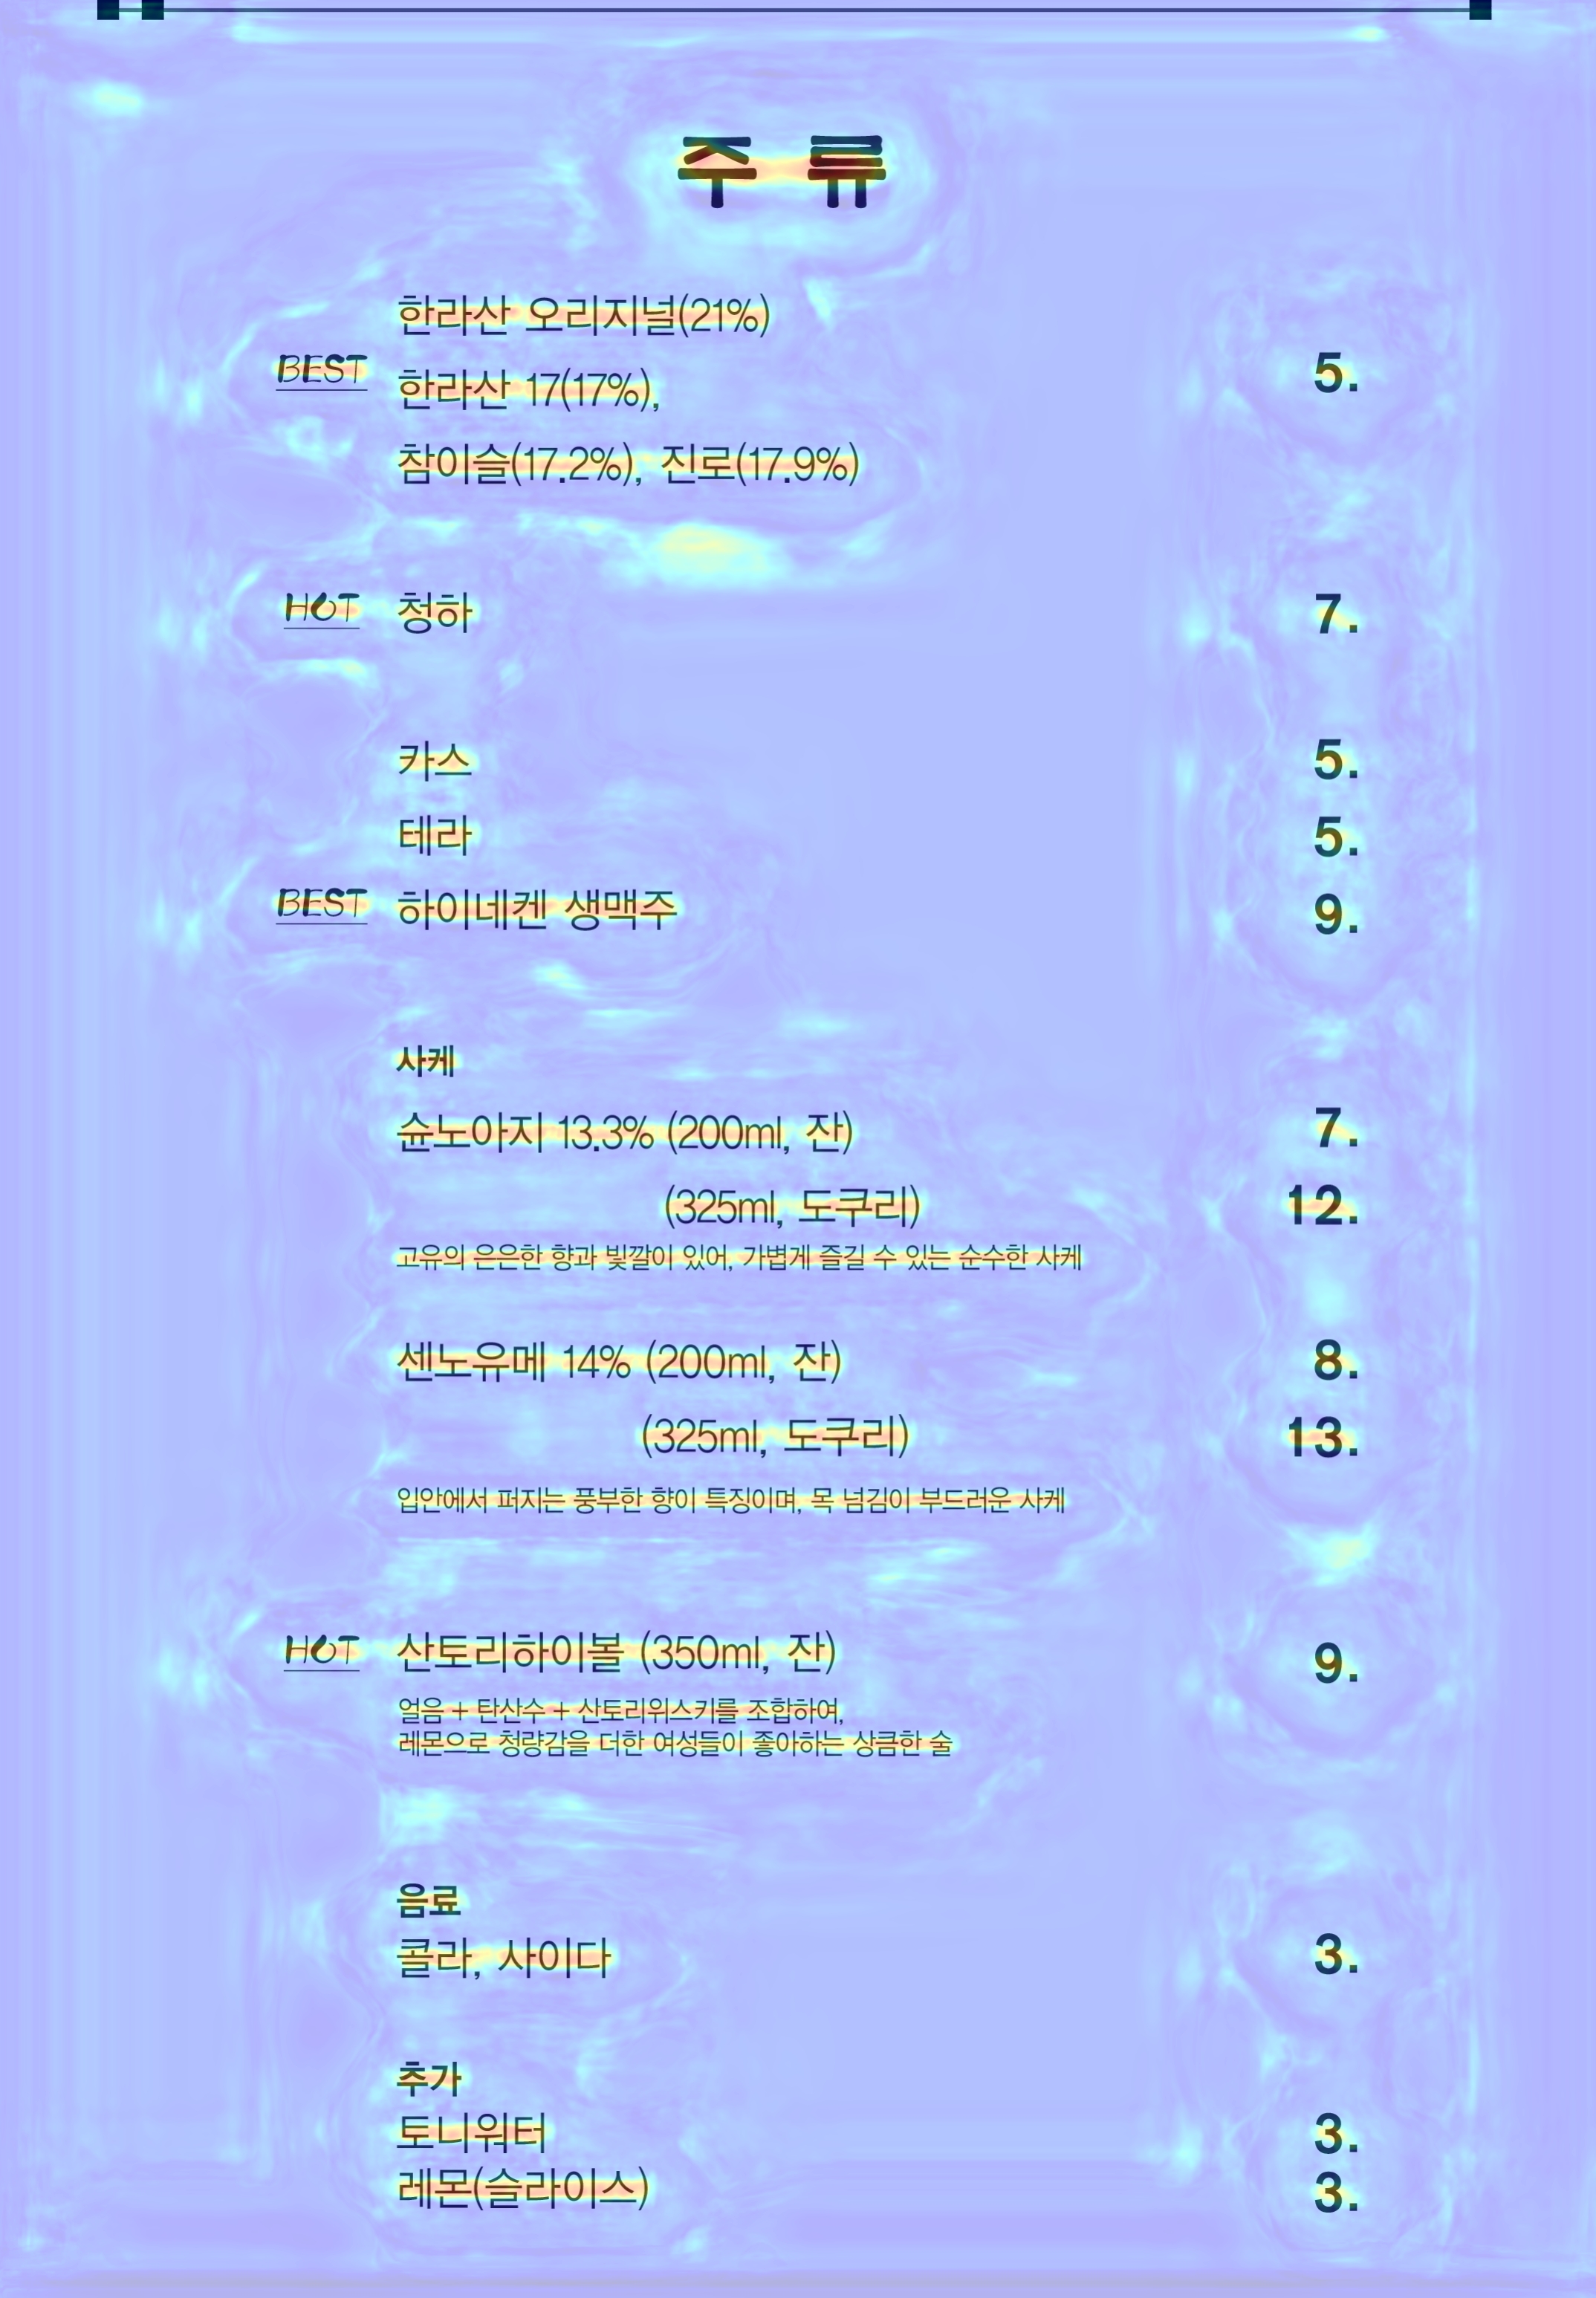 주 류
한라산 오리지널(21%)
BEST 한라산 17(17%), 5.
참이슬(17.2%), 진로(17.9%)
HOT 청하 7.
카스 5.
테라 5.
BEST 하이네켄 생맥주 9.
사케
슌노아지 13.3% (200ml, 잔) 7.
(325ml, 도쿠리) 12.
고유의 은은한 향과 빛깔이 있어, 가볍게 즐길 수 있는 순수한 사케
센노유메 14% (200ml, 잔) 8.
(325ml, 도쿠리) 13.
입안에서 퍼지는 풍부한 향이 특징이며, 목 넘김이 부드러운 사케
HOT 산토리하이볼 (350ml, 잔) 9.
얼음 + 탄산수 + 산토리위스키를 조합하여,
레몬으로 청량감을 더한 여성들이 좋아하는 상큼한 술
음료
콜라, 사이다 3.
추가
토니워터 3.
레몬(슬라이스) 3.